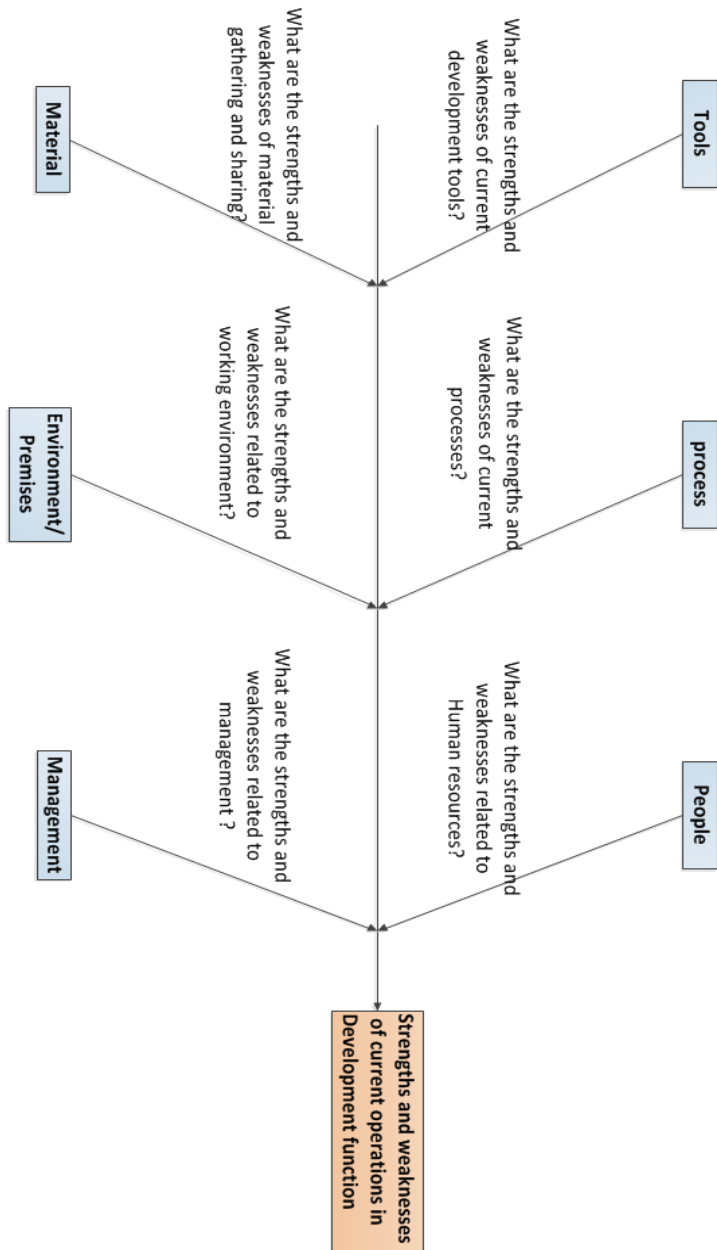 Tools
process
People
What are the strengths and
weaknesses of current
development tools?
What are the strengths and
weaknesses of current
processes?
What are the strengths and
weaknesses related to
Human resources?
Strengths and weaknesses
of current operations in
Development function
What are the strengths and
weaknesses of material
gathering and sharing?
What are the strengths and
weaknesses related to
working environment?
What are the strengths and
weaknesses related to
management ?
Material
Environment/
Premises
Management